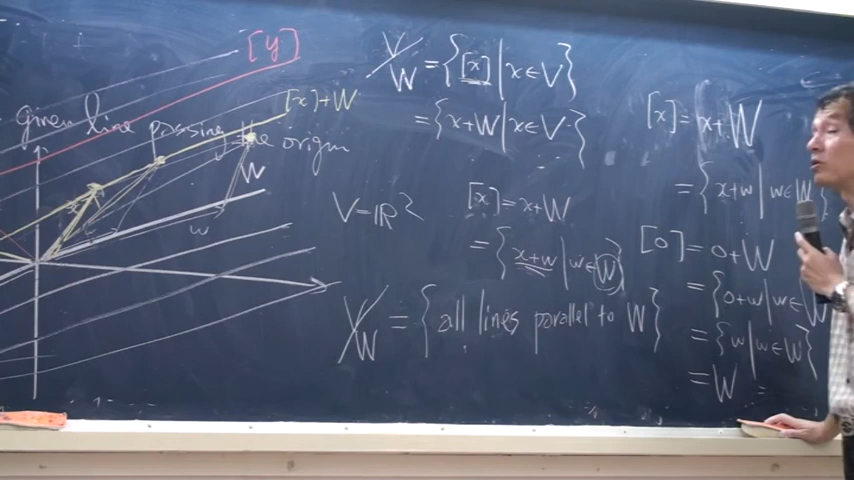 [y]
[x]+W
given line passing the origin
W
w
V/W = {[x] | x∈V}
= {x+W | x∈V}
V=ℝ²
[x]=x+W
={x+w | w∈W}
V/W = {all lines parallel to W}
[x]=x+W
={x+w | w∈W}
[0]=0+W
={0+w | w∈W
={w | w∈W}
=W